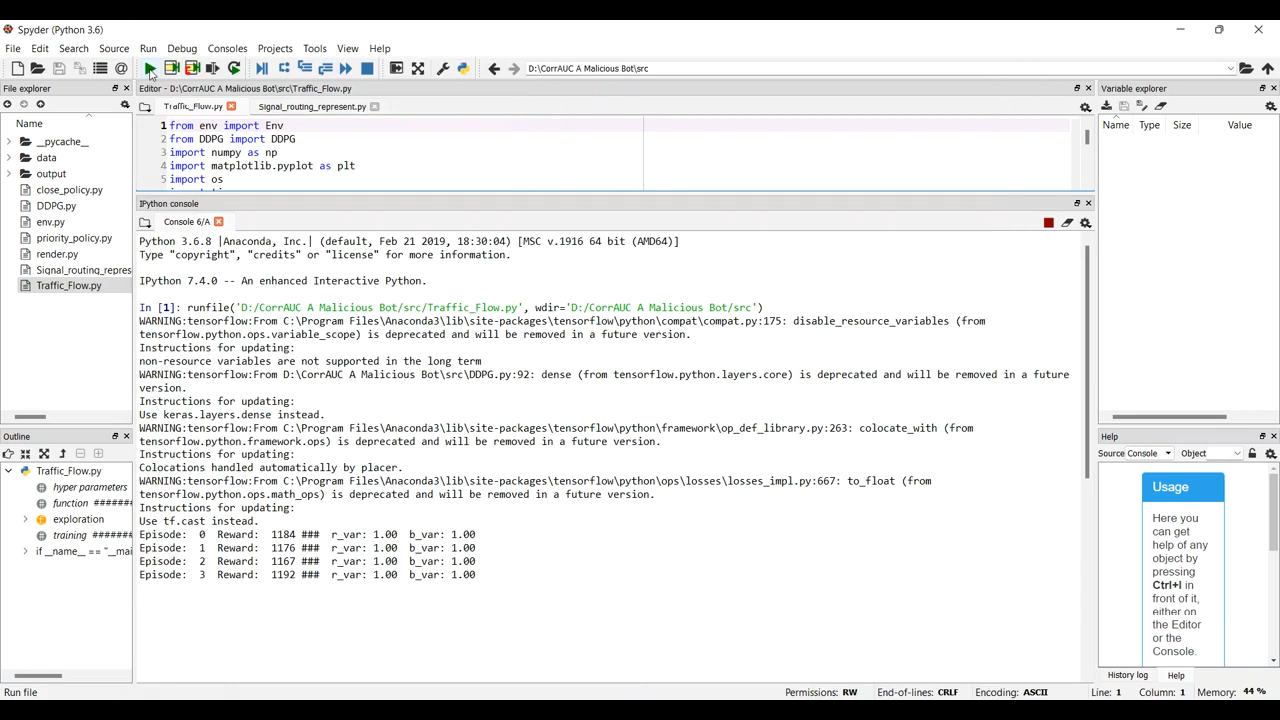 Spyder (Python 3.6)
File Edit Search Source Run Debug Consoles Projects Tools View Help
D:\CorrAUC A Malicious Bot\src
File explorer
Name
__pycache__
data
output
close_policy.py
DDPG.py
env.py
priority_policy.py
render.py
Signal_routing_repres
Traffic_Flow.py
Outline
Traffic_Flow.py
hyper parameters
function ######
exploration
training ######
if __name__ == "__mai
Editor - D:\CorrAUC A Malicious Bot\src\Traffic_Flow.py
Traffic_Flow.py Signal_routing_represent.py
1 from env import Env
2 from DDPG import DDPG
3 import numpy as np
4 import matplotlib.pyplot as plt
5 import os
IPython console
Console 6/A
Python 3.6.8 |Anaconda, Inc.| (default, Feb 21 2019, 18:30:04) [MSC v.1916 64 bit (AMD64)]
Type "copyright", "credits" or "license" for more information.
IPython 7.4.0 -- An enhanced Interactive Python.
In [1]: runfile('D:/CorrAUC A Malicious Bot/src/Traffic_Flow.py', wdir='D:/CorrAUC A Malicious Bot/src')
WARNING:tensorflow:From C:\Program Files\Anaconda3\lib\site-packages\tensorflow\python\compat\compat.py:175: disable_resource_variables (from
tensorflow.python.ops.variable_scope) is deprecated and will be removed in a future version.
Instructions for updating:
non-resource variables are not supported in the long term
WARNING:tensorflow:From D:\CorrAUC A Malicious Bot\src\DDPG.py:92: dense (from tensorflow.python.layers.core) is deprecated and will be removed in a future
version.
Instructions for updating:
Use keras.layers.dense instead.
WARNING:tensorflow:From C:\Program Files\Anaconda3\lib\site-packages\tensorflow\python\framework\op_def_library.py:263: colocate_with (from
tensorflow.python.framework.ops) is deprecated and will be removed in a future version.
Instructions for updating:
Colocations handled automatically by placer.
WARNING:tensorflow:From C:\Program Files\Anaconda3\lib\site-packages\tensorflow\python\ops\losses\losses_impl.py:667: to_float (from
tensorflow.python.ops.math_ops) is deprecated and will be removed in a future version.
Instructions for updating:
Use tf.cast instead.
Episode: 0 Reward: 1184 ### r_var: 1.00 b_var: 1.00
Episode: 1 Reward: 1176 ### r_var: 1.00 b_var: 1.00
Episode: 2 Reward: 1167 ### r_var: 1.00 b_var: 1.00
Episode: 3 Reward: 1192 ### r_var: 1.00 b_var: 1.00
Variable explorer
Name Type Size Value
Help
Source Console Object
Usage
Here you
can get
help of any
object by
pressing
Ctrl+I in
front of it,
either on
the Editor
or the
Console.
History log Help
Run file Permissions: RW End-of-lines: CRLF Encoding: ASCII Line: 1 Column: 1 Memory: 44 %